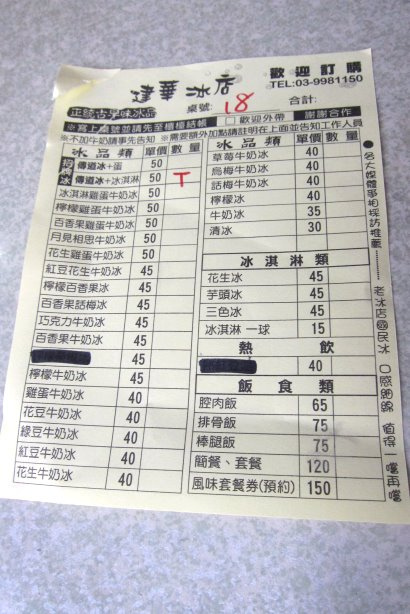 建華冰店
歡迎訂購
TEL:03-9981150
正統古早味冰品
桌號: 18
合計:
□歡迎外帶 謝謝合作
※寫上桌號並請先至櫃檯結帳
※不加牛奶請事先告知 ※需要額外加點請註明在上面並告知工作人員
冰品類 單價 數量
招牌冰
傳道冰+蛋 50
傳道冰+冰淇淋 50 T
冰淇淋雞蛋牛奶冰 50
檸檬雞蛋牛奶冰 50
百香果雞蛋牛奶冰 50
月見相思牛奶冰 50
花生雞蛋牛奶冰 50
紅豆花生牛奶冰 45
檸檬百香果冰 45
百香果話梅冰 45
巧克力牛奶冰 45
百香果牛奶冰 45
45
檸檬牛奶冰 45
雞蛋牛奶冰 40
花豆牛奶冰 40
綠豆牛奶冰 40
紅豆牛奶冰 40
花生牛奶冰 40
冰品類 單價 數量
草莓牛奶冰 40
烏梅牛奶冰 40
話梅牛奶冰 40
檸檬冰 40
牛奶冰 35
清冰 30
冰淇淋類
花生冰 45
芋頭冰 45
三色冰 45
冰淇淋 一球 15
熱飲
40
飯食類
腔肉飯 65
排骨飯 75
棒腿飯 75
簡餐、套餐 120
風味套餐券(預約) 150
●各大媒體爭相採訪推薦………老冰店國民冰 口感細綿 值得一嚐再嚐